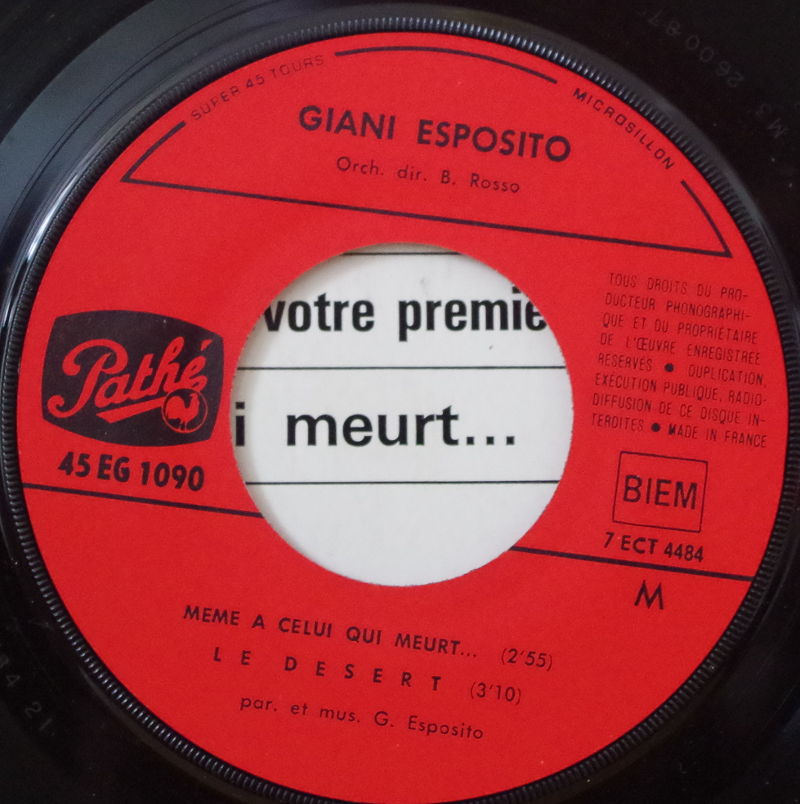 SUPER 45 TOURS
MICROSILLON
GIANI ESPOSITO
Orch. dir. B. Rosso
TOUS DROITS DU PRO-
DUCTEUR PHONOGRAPHI-
QUE ET DU PROPRIÉTAIRE
DE L'ŒUVRE ENREGISTRÉE
RESERVÉS ● DUPLICATION,
EXÉCUTION PUBLIQUE, RADIO-
DIFFUSION DE CE DISQUE IN-
TERDITES ● MADE IN FRANCE
votre premie
i meurt...
Pathé
45 EG 1090
BIEM
7 ECT 4484
M
MEME A CELUI QUI MEURT... (2'55)
LE DESERT (3'10)
par. et mus. G. Esposito